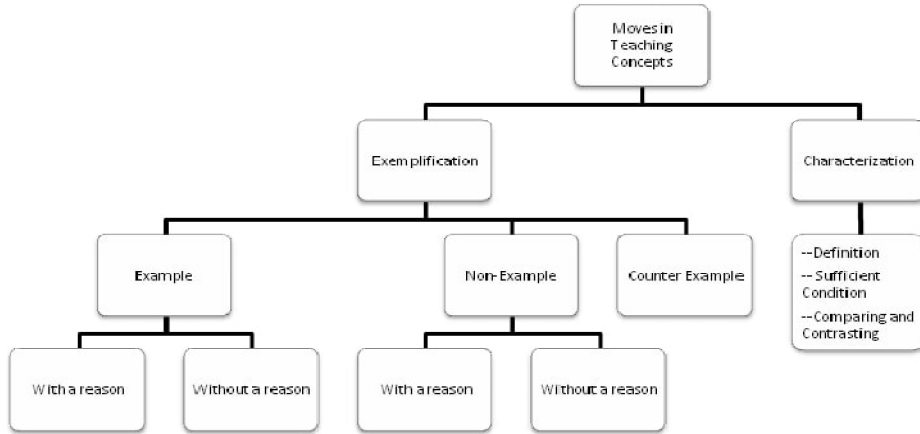 Moves in
Teaching
Concepts
Exemplification
Characterization
Example
Non-Example
Counter Example
--Definition
-- Sufficient
Condition
--Comparing and
Contrasting
With a reason
Without a reason
With a reason
Without a reason